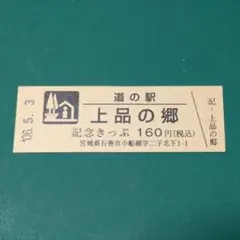 '06.5.3
道の駅
上品の郷
記念きっぷ 160円(税込)
宮城県石巻市小船越字二子北下1-1
記・上品の郷